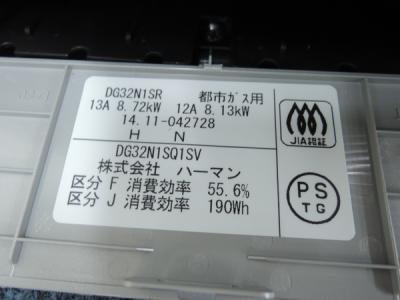 DG32N1SR 都市ガス用
13A 8.72kW 12A 8.13kW
14.11-042728
H N
DG32N1SQ1SV
株式会社 ハーマン
区分 F 消費効率 55.6%
区分 J 消費効率 190Wh
JIA認証
PS
TG